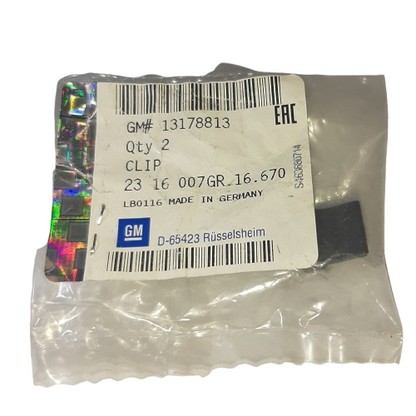 GM# 13178813
EAC
Qty 2
CLIP
23 16 007GR.16.670
LB0116 MADE IN GERMANY
GM
D-65423 Rüsselsheim